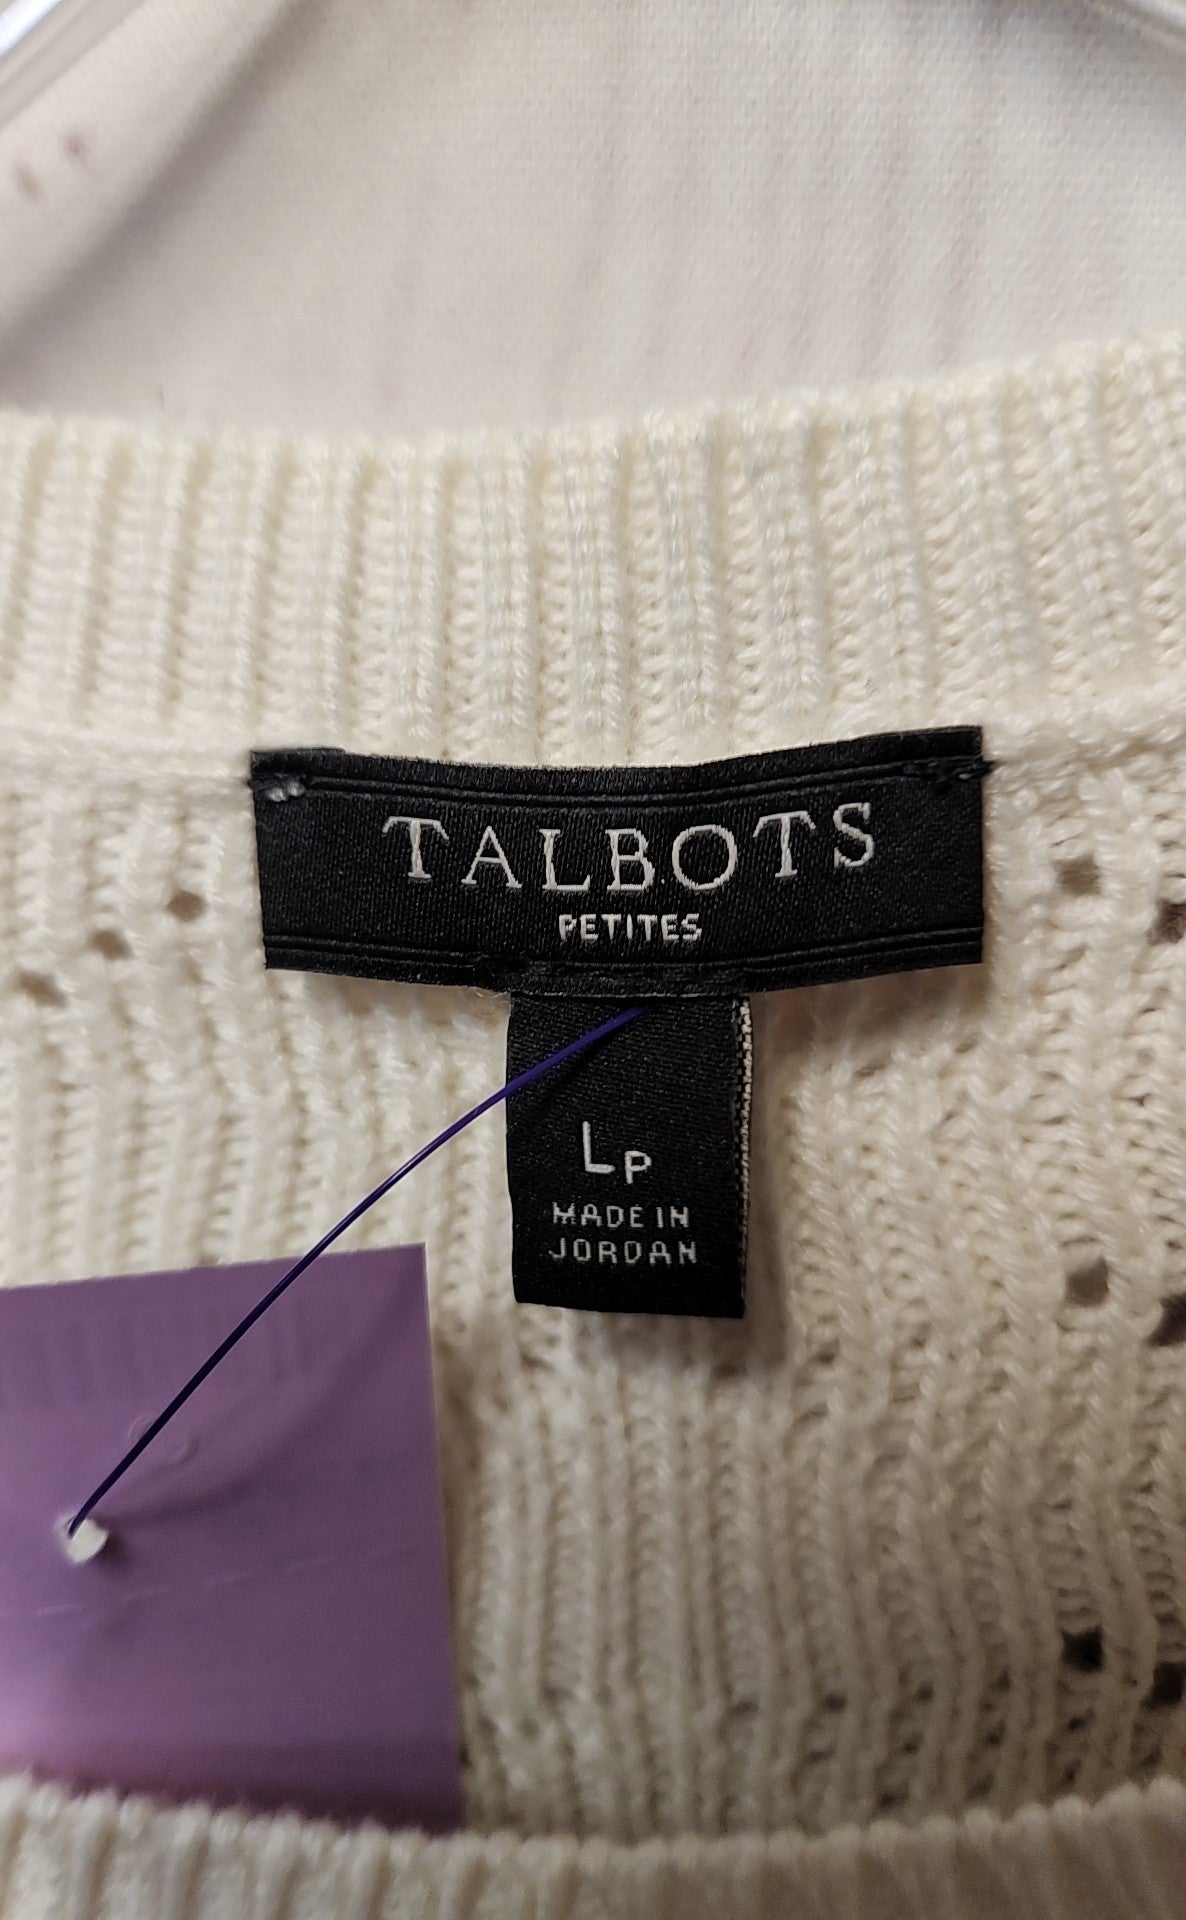 TALBOTS
PETITES
LP
MADE IN
JORDAN